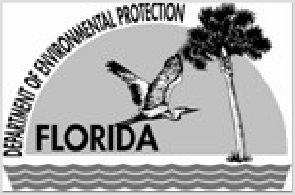 DEPARTMENT OF ENVIRONMENTAL PROTECTION
FLORIDA